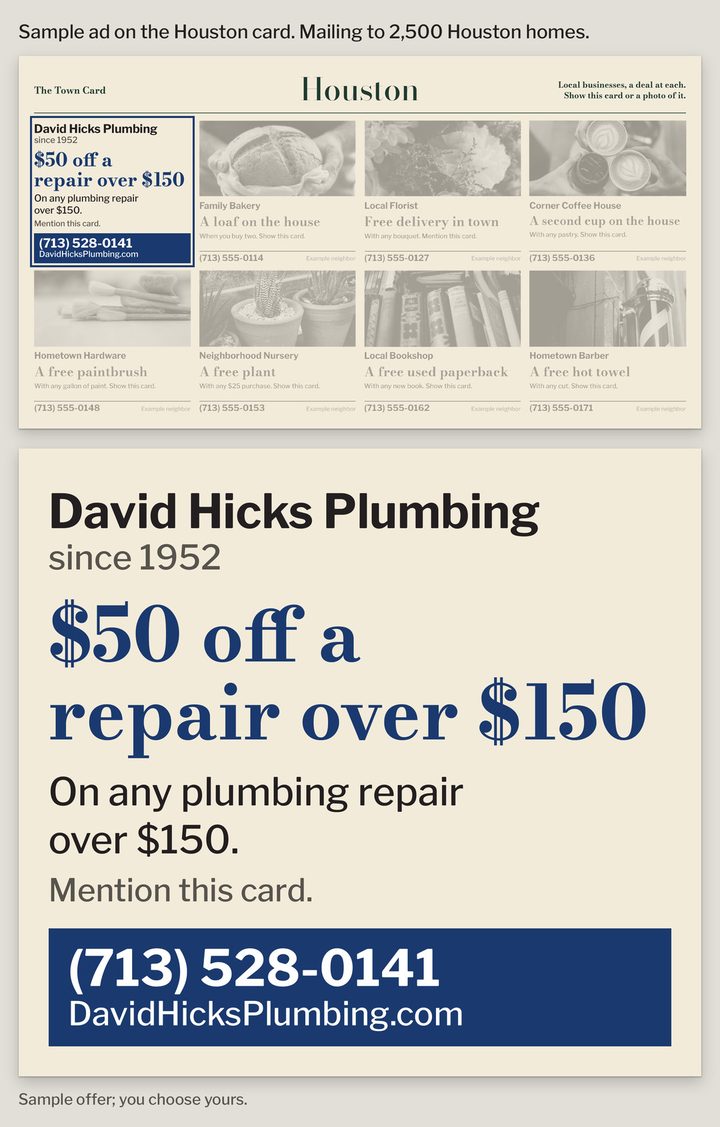 Sample ad on the Houston card. Mailing to 2,500 Houston homes.
The Town Card
Houston
Local businesses, a deal at each.
Show this card or a photo of it.
David Hicks Plumbing
since 1952
$50 off a
repair over $150
On any plumbing repair
over $150.
Mention this card.
(713) 528-0141
DavidHicksPlumbing.com
Family Bakery
A loaf on the house
When you buy two. Show this card.
(713) 555-0114
Example neighbor
Local Florist
Free delivery in town
With any bouquet. Mention this card.
(713) 555-0127
Example neighbor
Corner Coffee House
A second cup on the house
With any pastry. Show this card.
(713) 555-0136
Example neighbor
Hometown Hardware
A free paintbrush
With any gallon of paint. Show this card.
(713) 555-0148
Example neighbor
Neighborhood Nursery
A free plant
With any $25 purchase. Show this card.
(713) 555-0153
Example neighbor
Local Bookshop
A free used paperback
With any new book. Show this card.
(713) 555-0162
Example neighbor
Hometown Barber
A free hot towel
With any cut. Show this card.
(713) 555-0171
Example neighbor
David Hicks Plumbing
since 1952
$50 off a
repair over $150
On any plumbing repair
over $150.
Mention this card.
(713) 528-0141
DavidHicksPlumbing.com
Sample offer; you choose yours.